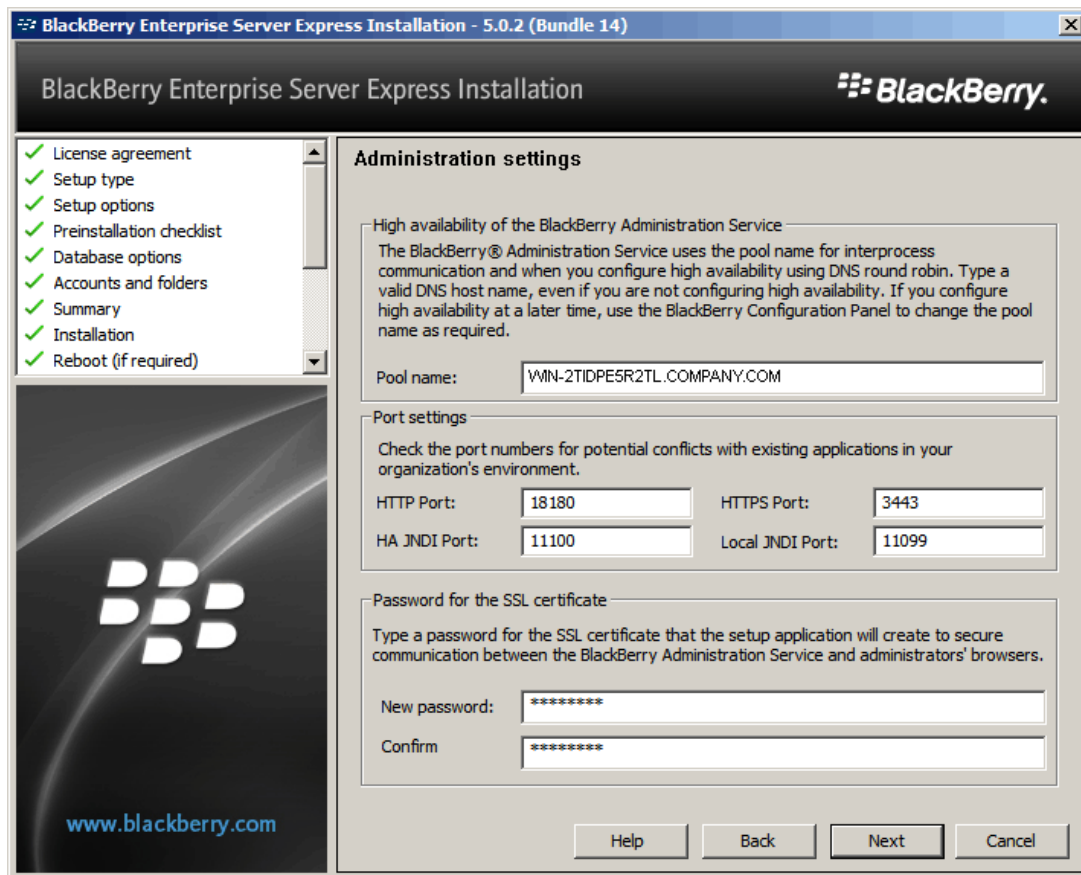 BlackBerry Enterprise Server Express Installation - 5.0.2 (Bundle 14)
BlackBerry Enterprise Server Express Installation
BlackBerry.
License agreement
Setup type
Setup options
Preinstallation checklist
Database options
Accounts and folders
Summary
Installation
Reboot (if required)
www.blackberry.com
Administration settings
High availability of the BlackBerry Administration Service
The BlackBerry® Administration Service uses the pool name for interprocess
communication and when you configure high availability using DNS round robin. Type a
valid DNS host name, even if you are not configuring high availability. If you configure
high availability at a later time, use the BlackBerry Configuration Panel to change the pool
name as required.
Pool name: WIN-2TIDPE5R2TL.COMPANY.COM
Port settings
Check the port numbers for potential conflicts with existing applications in your
organization's environment.
HTTP Port: 18180 HTTPS Port: 3443
HA JNDI Port: 11100 Local JNDI Port: 11099
Password for the SSL certificate
Type a password for the SSL certificate that the setup application will create to secure
communication between the BlackBerry Administration Service and administrators' browsers.
New password: ********
Confirm ********
Help Back Next Cancel